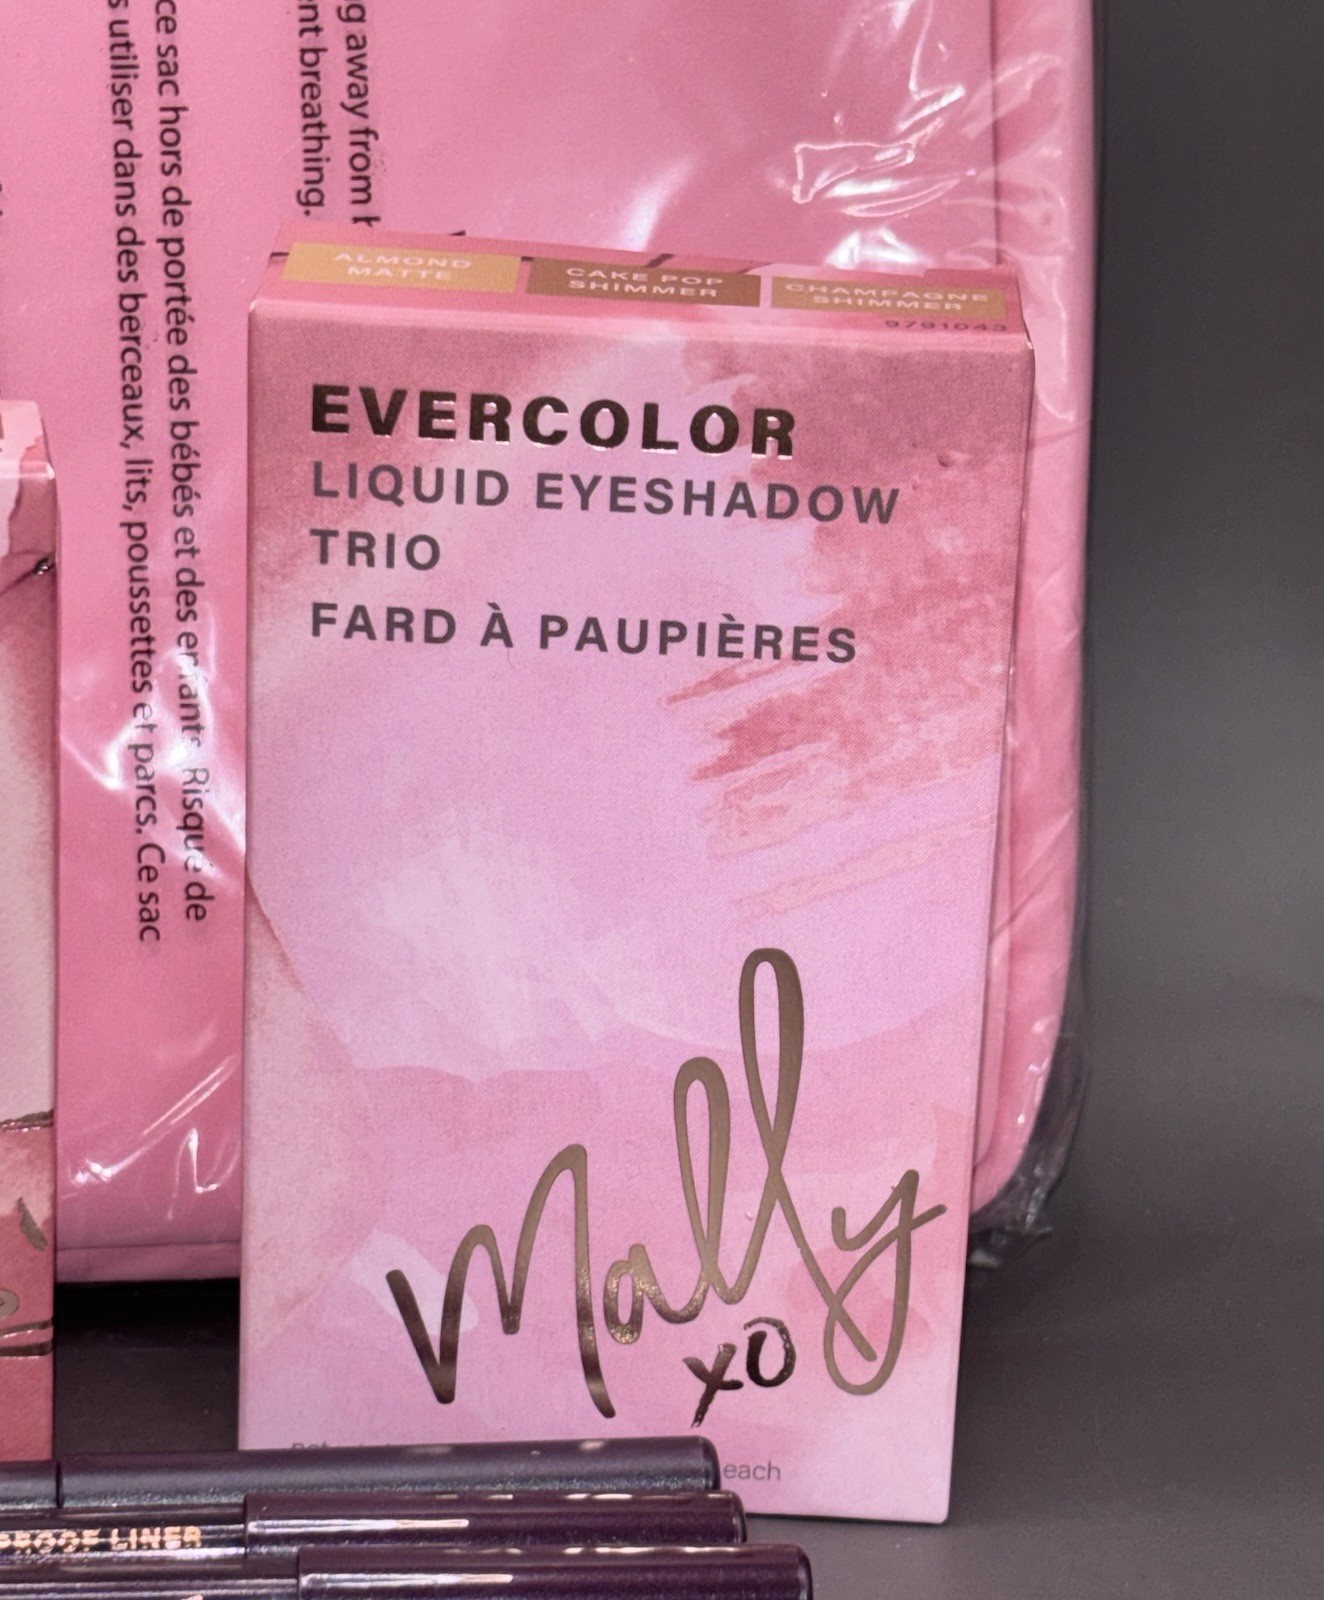 ce sac hors de portée des bébés et des enfants. Risque de
utiliser dans des berceaux, lits, poussettes et parcs. Ce sac
away from
breathing.
ALMOND
MATTE
CAKE POP
SHIMMER
CHAMPAGNE
SHIMMER
9791043
EVERCOLOR
LIQUID EYESHADOW
TRIO
FARD À PAUPIÈRES
Mally
xo
each
LINER